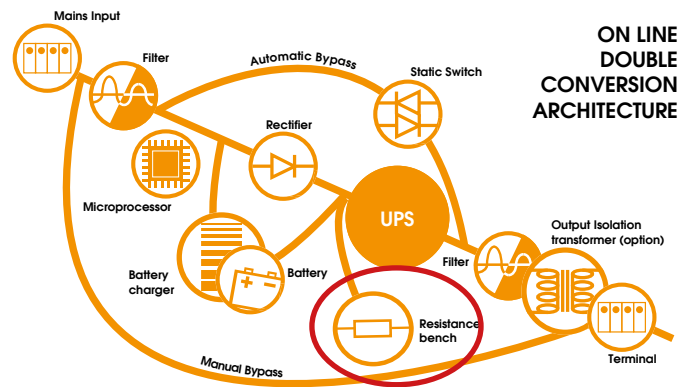 Mains Input
Filter
Automatic Bypass
Static Switch
ON LINE
DOUBLE
CONVERSION
ARCHITECTURE
Rectifier
Microprocessor
UPS
Output Isolation
transformer (option)
Filter
Battery
charger
Battery
Resistance
bench
Manual Bypass
Terminal